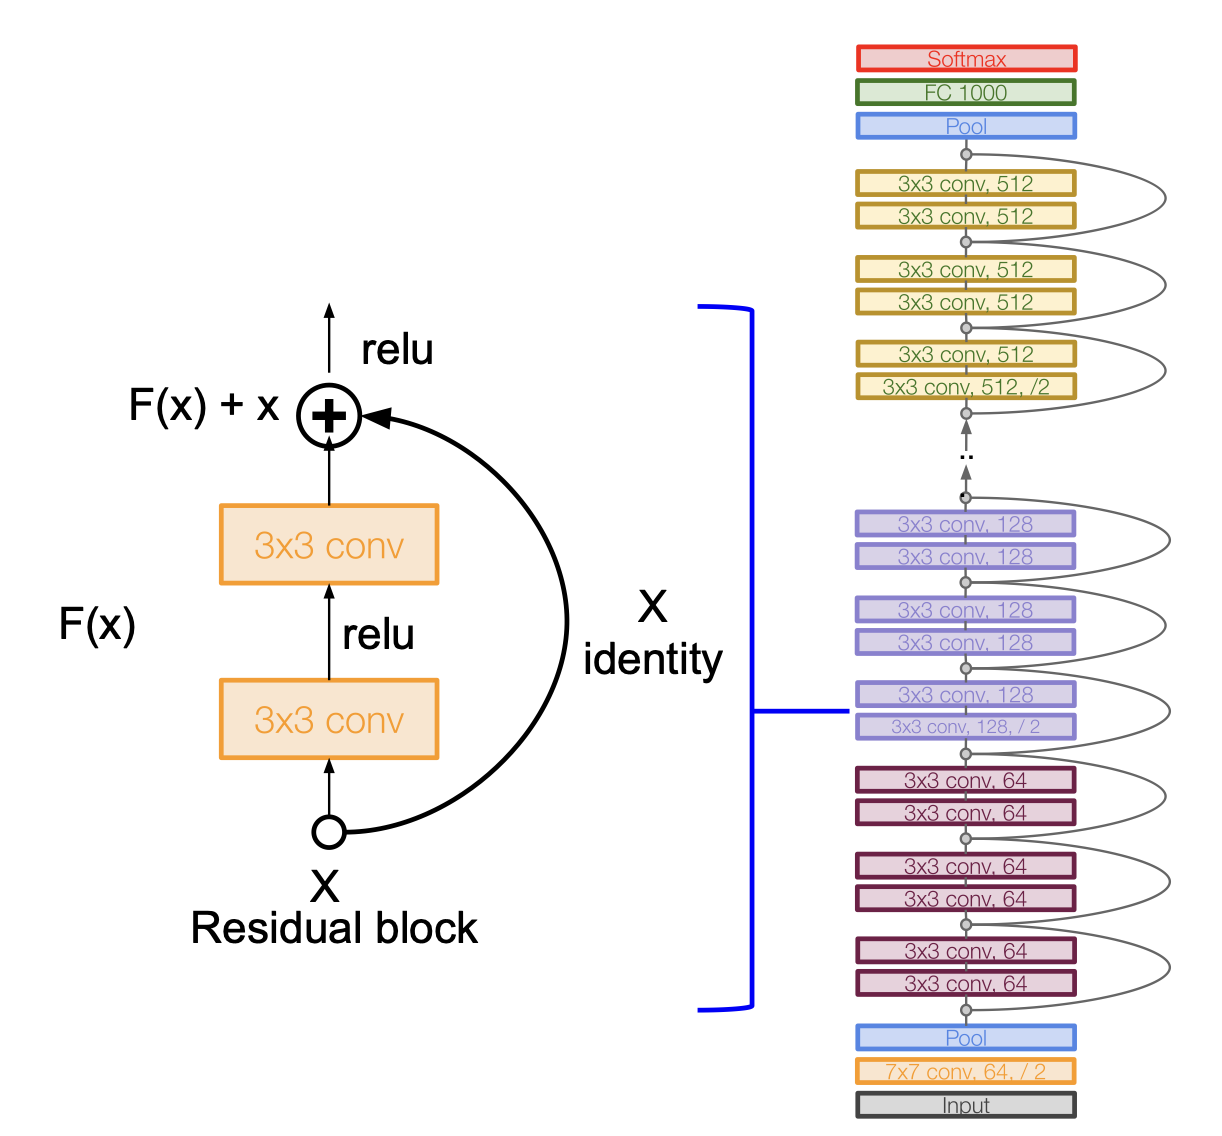 relu
F(x) + x
3x3 conv
F(x)
relu
X
identity
3x3 conv
X
Residual block
Softmax
FC 1000
Pool
3x3 conv, 512
3x3 conv, 512
3x3 conv, 512
3x3 conv, 512
3x3 conv, 512
3x3 conv, 512, /2
..
.
3x3 conv, 128
3x3 conv, 128
3x3 conv, 128
3x3 conv, 128
3x3 conv, 128
3x3 conv, 128, / 2
3x3 conv, 64
3x3 conv, 64
3x3 conv, 64
3x3 conv, 64
3x3 conv, 64
3x3 conv, 64
Pool
7x7 conv, 64, / 2
Input